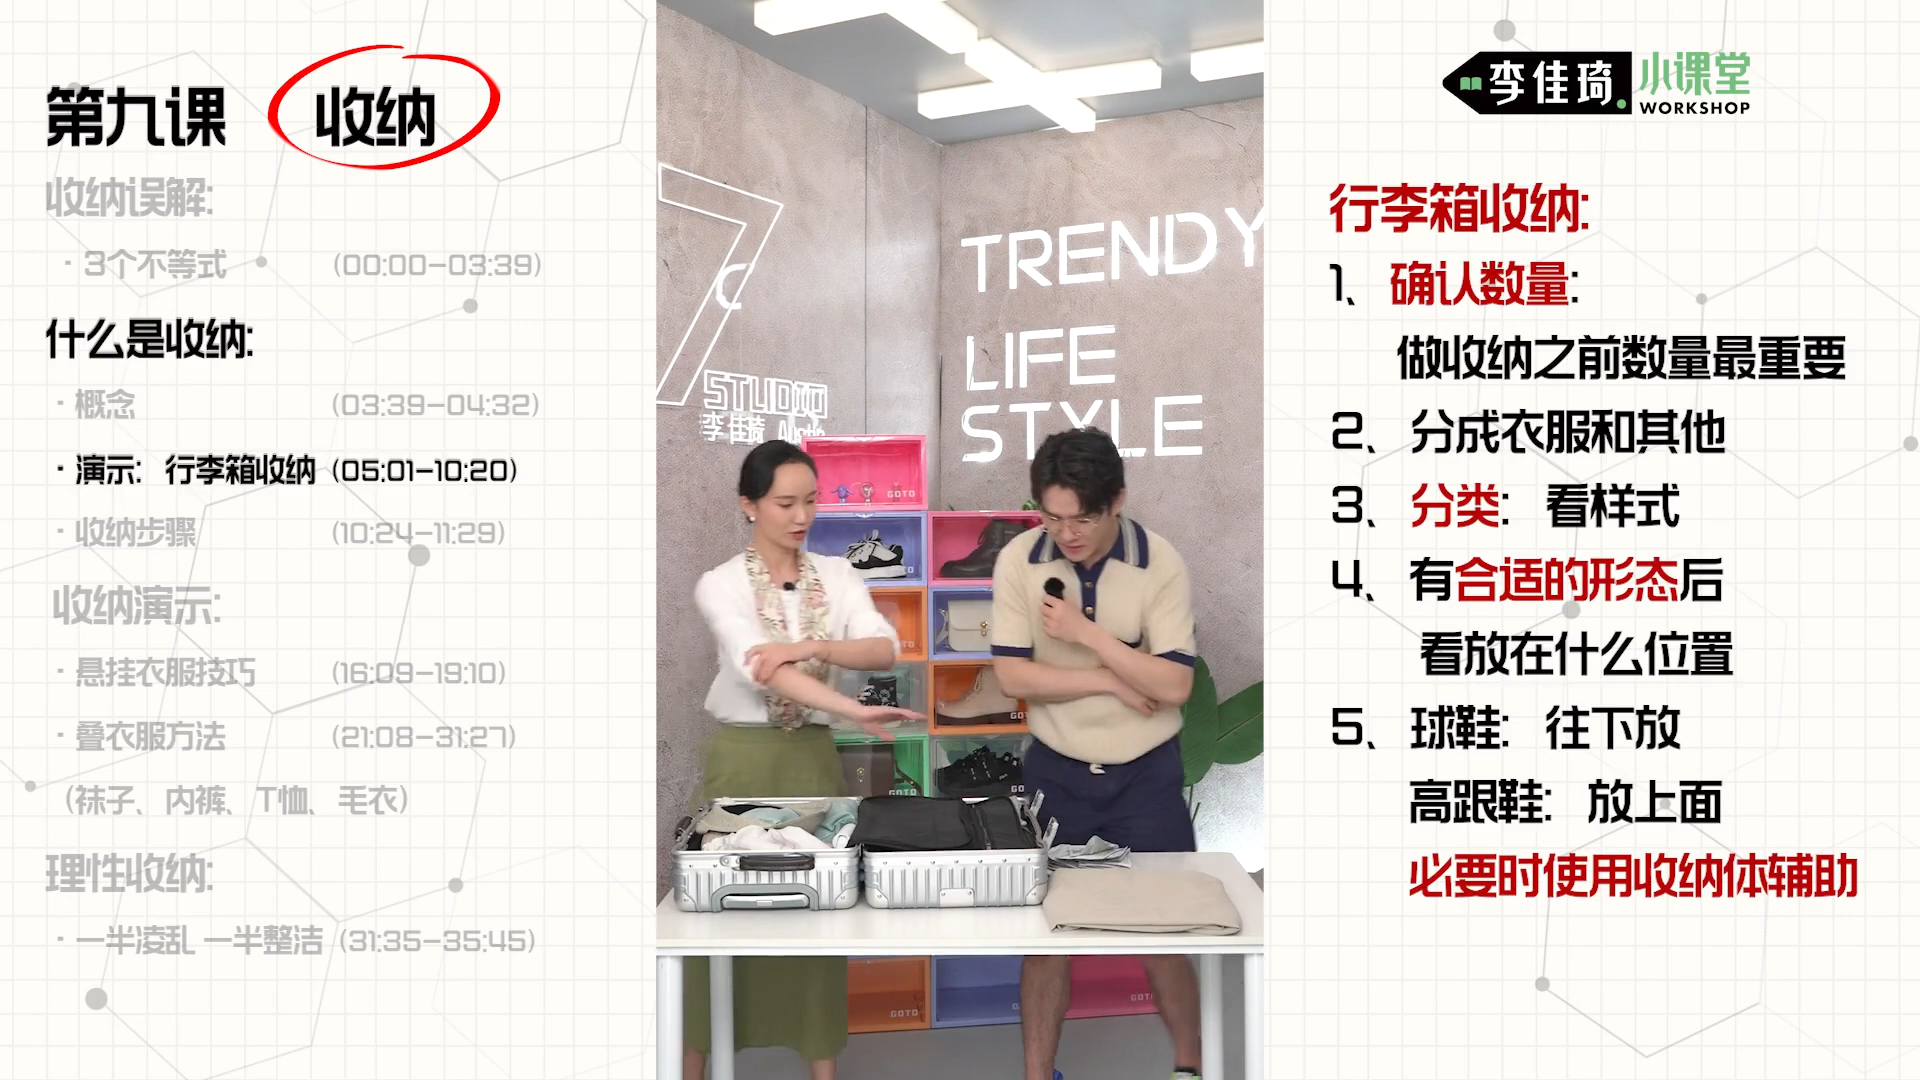 第九课 收纳
收纳误解:
· 3个不等式 (00:00-03:39)
什么是收纳:
· 概念 (03:39-04:32)
· 演示: 行李箱收纳 (05:01-10:20)
· 收纳步骤 (10:24-11:29)
收纳演示:
· 悬挂衣服技巧 (16:09-19:10)
· 叠衣服方法 (21:08-31:27)
(袜子、内裤、T恤、毛衣)
理性收纳:
· 一半凌乱 一半整洁 (31:35-35:45)
7
C
STUDIO
李佳琦 Austin
TRENDY
LIFE
STYLE
GOTO
GOTO
GOTO
李佳琦 小课堂
WORKSHOP
行李箱收纳:
1、 确认数量:
做收纳之前数量最重要
2、 分成衣服和其他
3、 分类: 看样式
4、 有合适的形态后
看放在什么位置
5、 球鞋: 往下放
高跟鞋: 放上面
必要时使用收纳体辅助